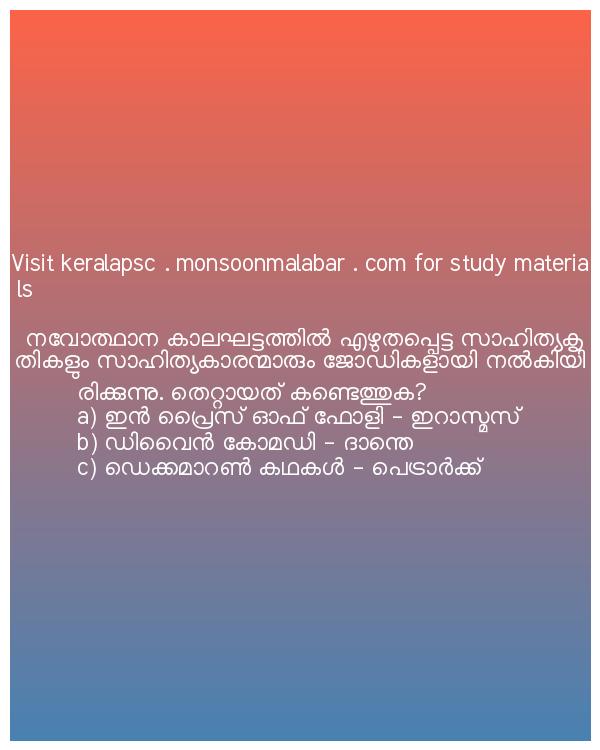 Visit keralapsc . monsoonmalabar . com for study materia
ls
നവോത്ഥാന കാലഘട്ടത്തിൽ എഴുതപ്പെട്ട സാഹിത്യകൃ
തികളും സാഹിത്യകാരന്മാരും ജോഡികളായി നൽകിയി
രിക്കുന്നു. തെറ്റായത് കണ്ടെത്തുക?
a) ഇൻ പ്രൈസ് ഓഫ് ഫോളി - ഇറാസ്മസ്
b) ഡിവൈൻ കോമഡി - ദാന്തെ
c) ഡെക്കമാറൺ കഥകൾ - പെട്രാർക്ക്